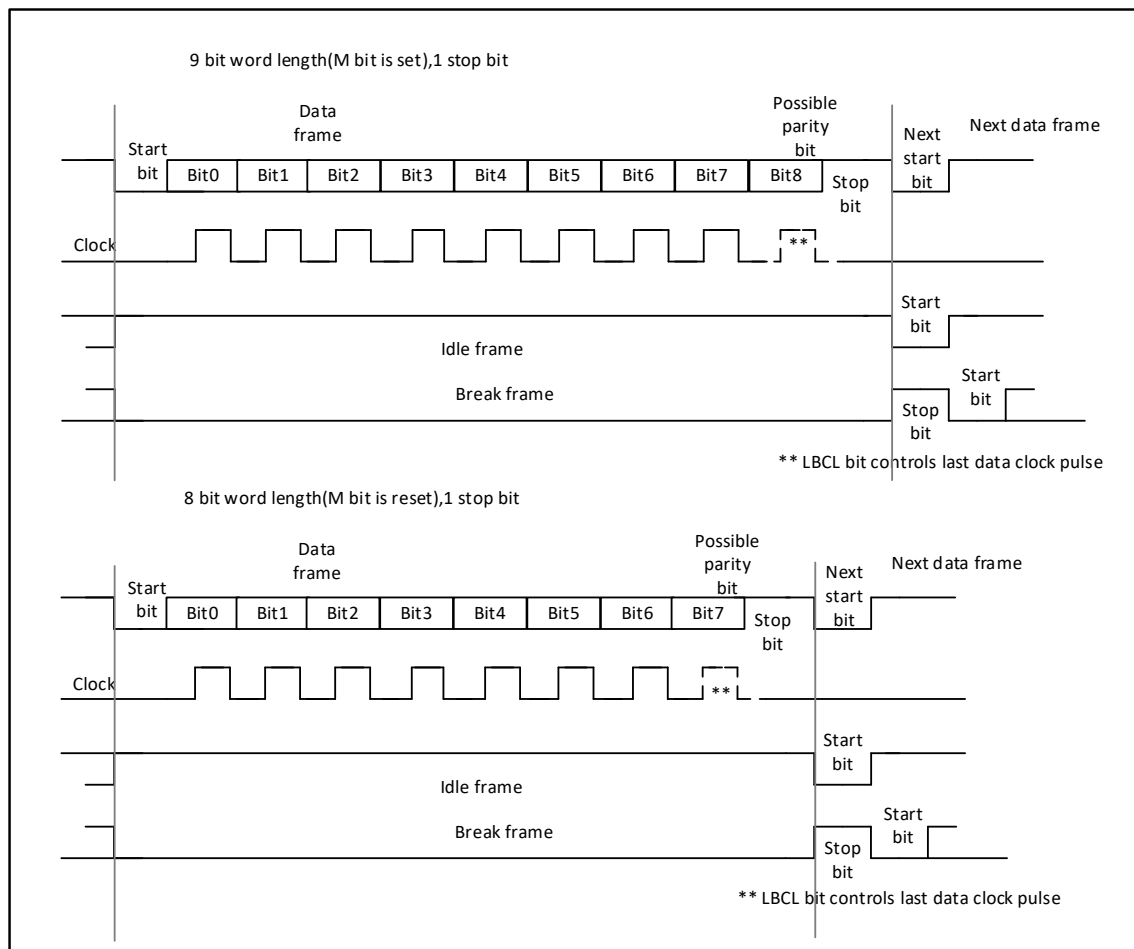 9 bit word length(M bit is set),1 stop bit
Data
frame
Possible
parity
bit
Next data frame
Start
bit
Next
start
bit
Bit0 Bit1 Bit2 Bit3 Bit4 Bit5 Bit6 Bit7 Bit8
Stop
bit
Clock
**
Start
bit
Idle frame
Break frame
Start
bit
Stop
bit
** LBCL bit controls last data clock pulse
8 bit word length(M bit is reset),1 stop bit
Data
frame
Possible
parity
bit
Next data frame
Start
bit
Next
start
bit
Bit0 Bit1 Bit2 Bit3 Bit4 Bit5 Bit6 Bit7
Stop
bit
Clock
**
Start
bit
Idle frame
Break frame
Start
bit
Stop
bit
** LBCL bit controls last data clock pulse